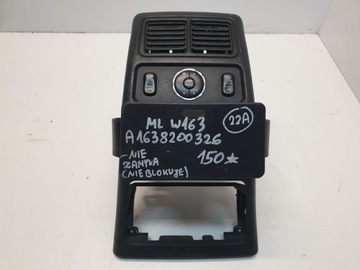 ML W163
22A
A1638200326
-NIE
ZAMYKA
(NIE BLOKUJE)
150